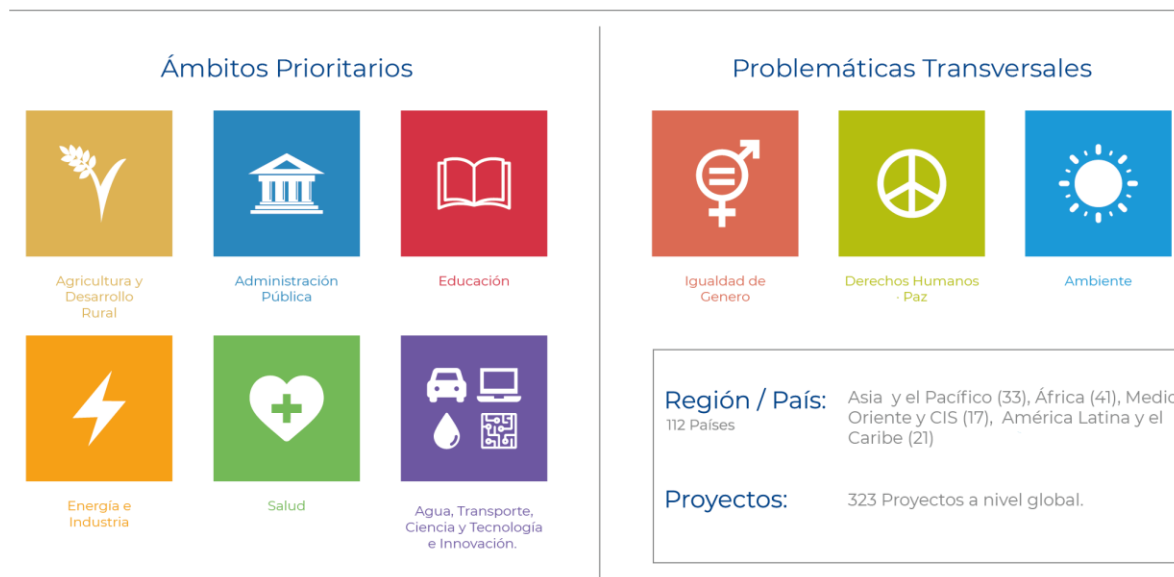 Ámbitos Prioritarios
Agricultura y
Desarrollo
Rural
Administración
Pública
Educación
Energía e
Industria
Salud
Agua, Transporte,
Ciencia y Tecnología
e Innovación.
Problemáticas Transversales
Igualdad de
Genero
Derechos Humanos
· Paz
Ambiente
Región / País:
112 Países
Asia y el Pacífico (33), África (41), Medio
Oriente y CIS (17), América Latina y el
Caribe (21)
Proyectos:
323 Proyectos a nivel global.